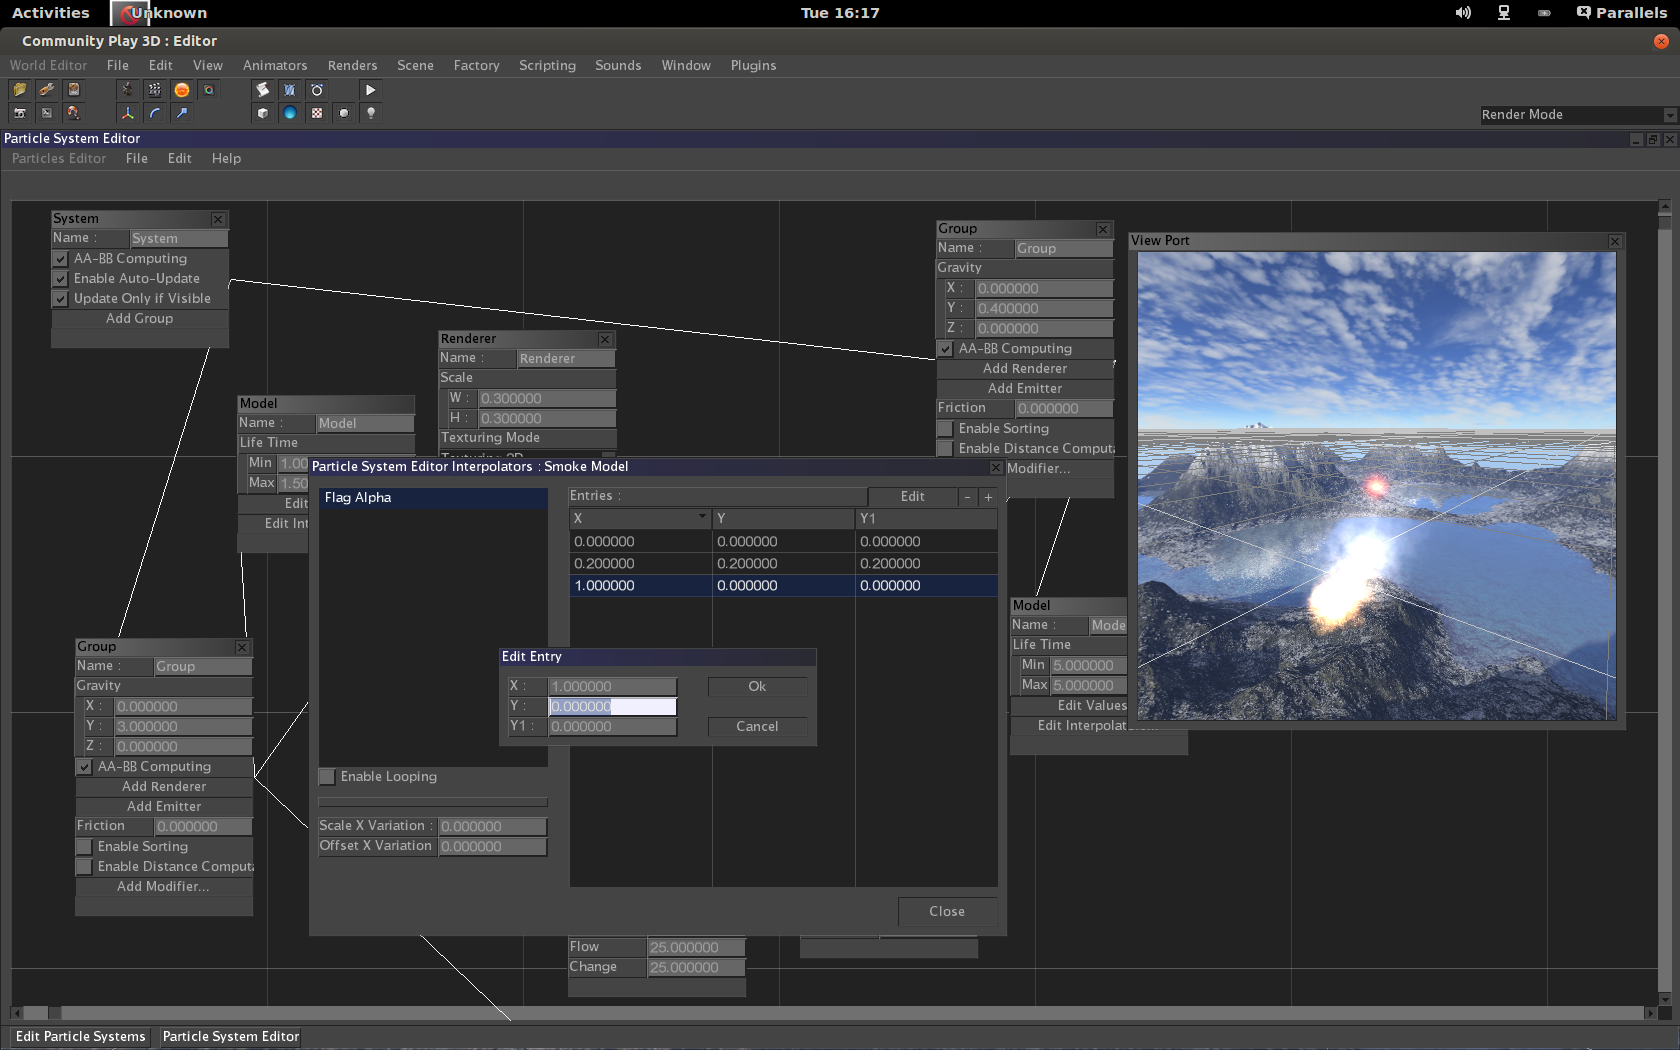 Activities Unknown Tue 16:17 Parallels
Community Play 3D : Editor
World Editor File Edit View Animators Renders Scene Factory Scripting Sounds Window Plugins
Render Mode
Particle System Editor
Particles Editor File Edit Help
System
Name : System
AA-BB Computing
Enable Auto-Update
Update Only if Visible
Add Group
Model
Name : Model
Life Time
Min 1.00
Max 1.50
Edit
Edit Int
Renderer
Name : Renderer
Scale
W : 0.300000
H : 0.300000
Texturing Mode
Texturing 2D
Group
Name : Group
Gravity
X : 0.000000
Y : 0.400000
Z : 0.000000
AA-BB Computing
Add Renderer
Add Emitter
Friction 0.000000
Enable Sorting
Enable Distance Computa
Modifier...
View Port
Particle System Editor Interpolators : Smoke Model
Flag Alpha
Entries : Edit - +
X Y Y1
0.000000 0.000000 0.000000
0.200000 0.200000 0.200000
1.000000 0.000000 0.000000
Edit Entry
X : 1.000000 Ok
Y : 0.000000
Y1 : 0.000000 Cancel
Enable Looping
Scale X Variation : 0.000000
Offset X Variation 0.000000
Close
Group
Name : Group
Gravity
X : 0.000000
Y : 3.000000
Z : 0.000000
AA-BB Computing
Add Renderer
Add Emitter
Friction 0.000000
Enable Sorting
Enable Distance Computa
Add Modifier...
Model
Name : Mode
Life Time
Min 5.000000
Max 5.000000
Edit Values
Edit Interpolat...
Flow 25.000000
Change 25.000000
Edit Particle Systems Particle System Editor